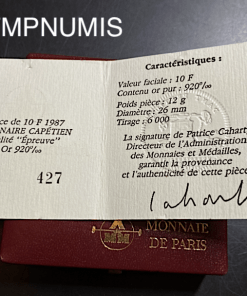 TMPNUMIS
Caractéristiques :
Valeur faciale : 10 F
Contenu or pur : 920‰
Poids pièce : 12 g
Diamètre : 26 mm
Tirage : 6 000
La signature de Patrice Cahart,
Directeur de l'Administration
des Monnaies et Médailles,
garantit la provenance
et l'authenticité de cette pièce
ce de 10 F 1987
NAIRE CAPÉTIEN
lité "Épreuve"
Or 920‰
427
MONNAIE
DE PARIS